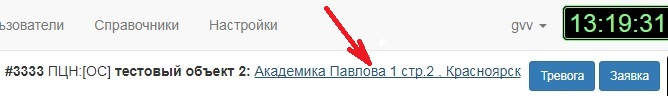 ьзователи Справочники Настройки gvv 13:19:31
#3333 ПЦН:[ОС] тестовый объект 2: Академика Павлова 1 стр.2 , Красноярск Тревога Заявка